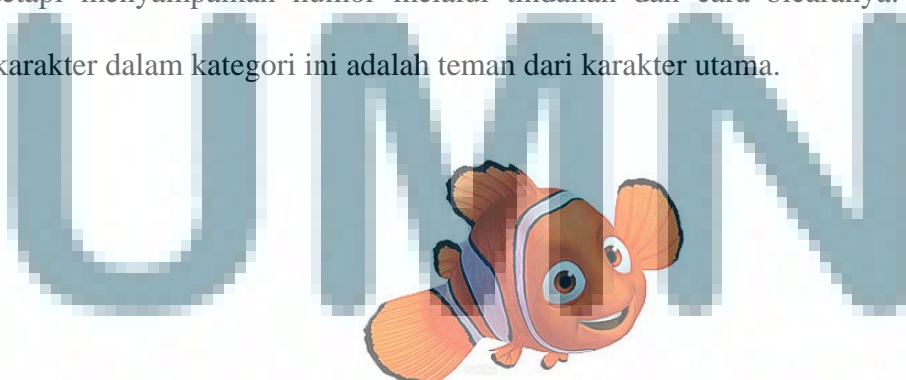 tetapi menyampaikan humor melalui tindakan dan cara bicaranya.
karakter dalam kategori ini adalah teman dari karakter utama.
UMN